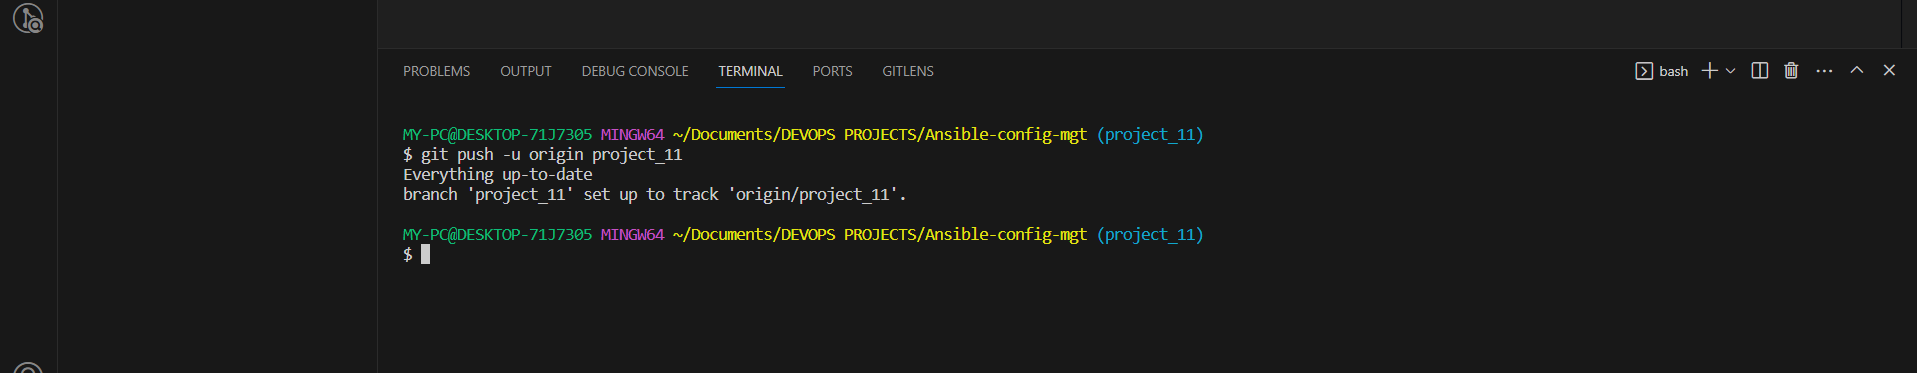 PROBLEMS OUTPUT DEBUG CONSOLE TERMINAL PORTS GITLENS bash
MY-PC@DESKTOP-71J7305 MINGW64 ~/Documents/DEVOPS PROJECTS/Ansible-config-mgt (project_11)
$ git push -u origin project_11
Everything up-to-date
branch 'project_11' set up to track 'origin/project_11'.
MY-PC@DESKTOP-71J7305 MINGW64 ~/Documents/DEVOPS PROJECTS/Ansible-config-mgt (project_11)
$